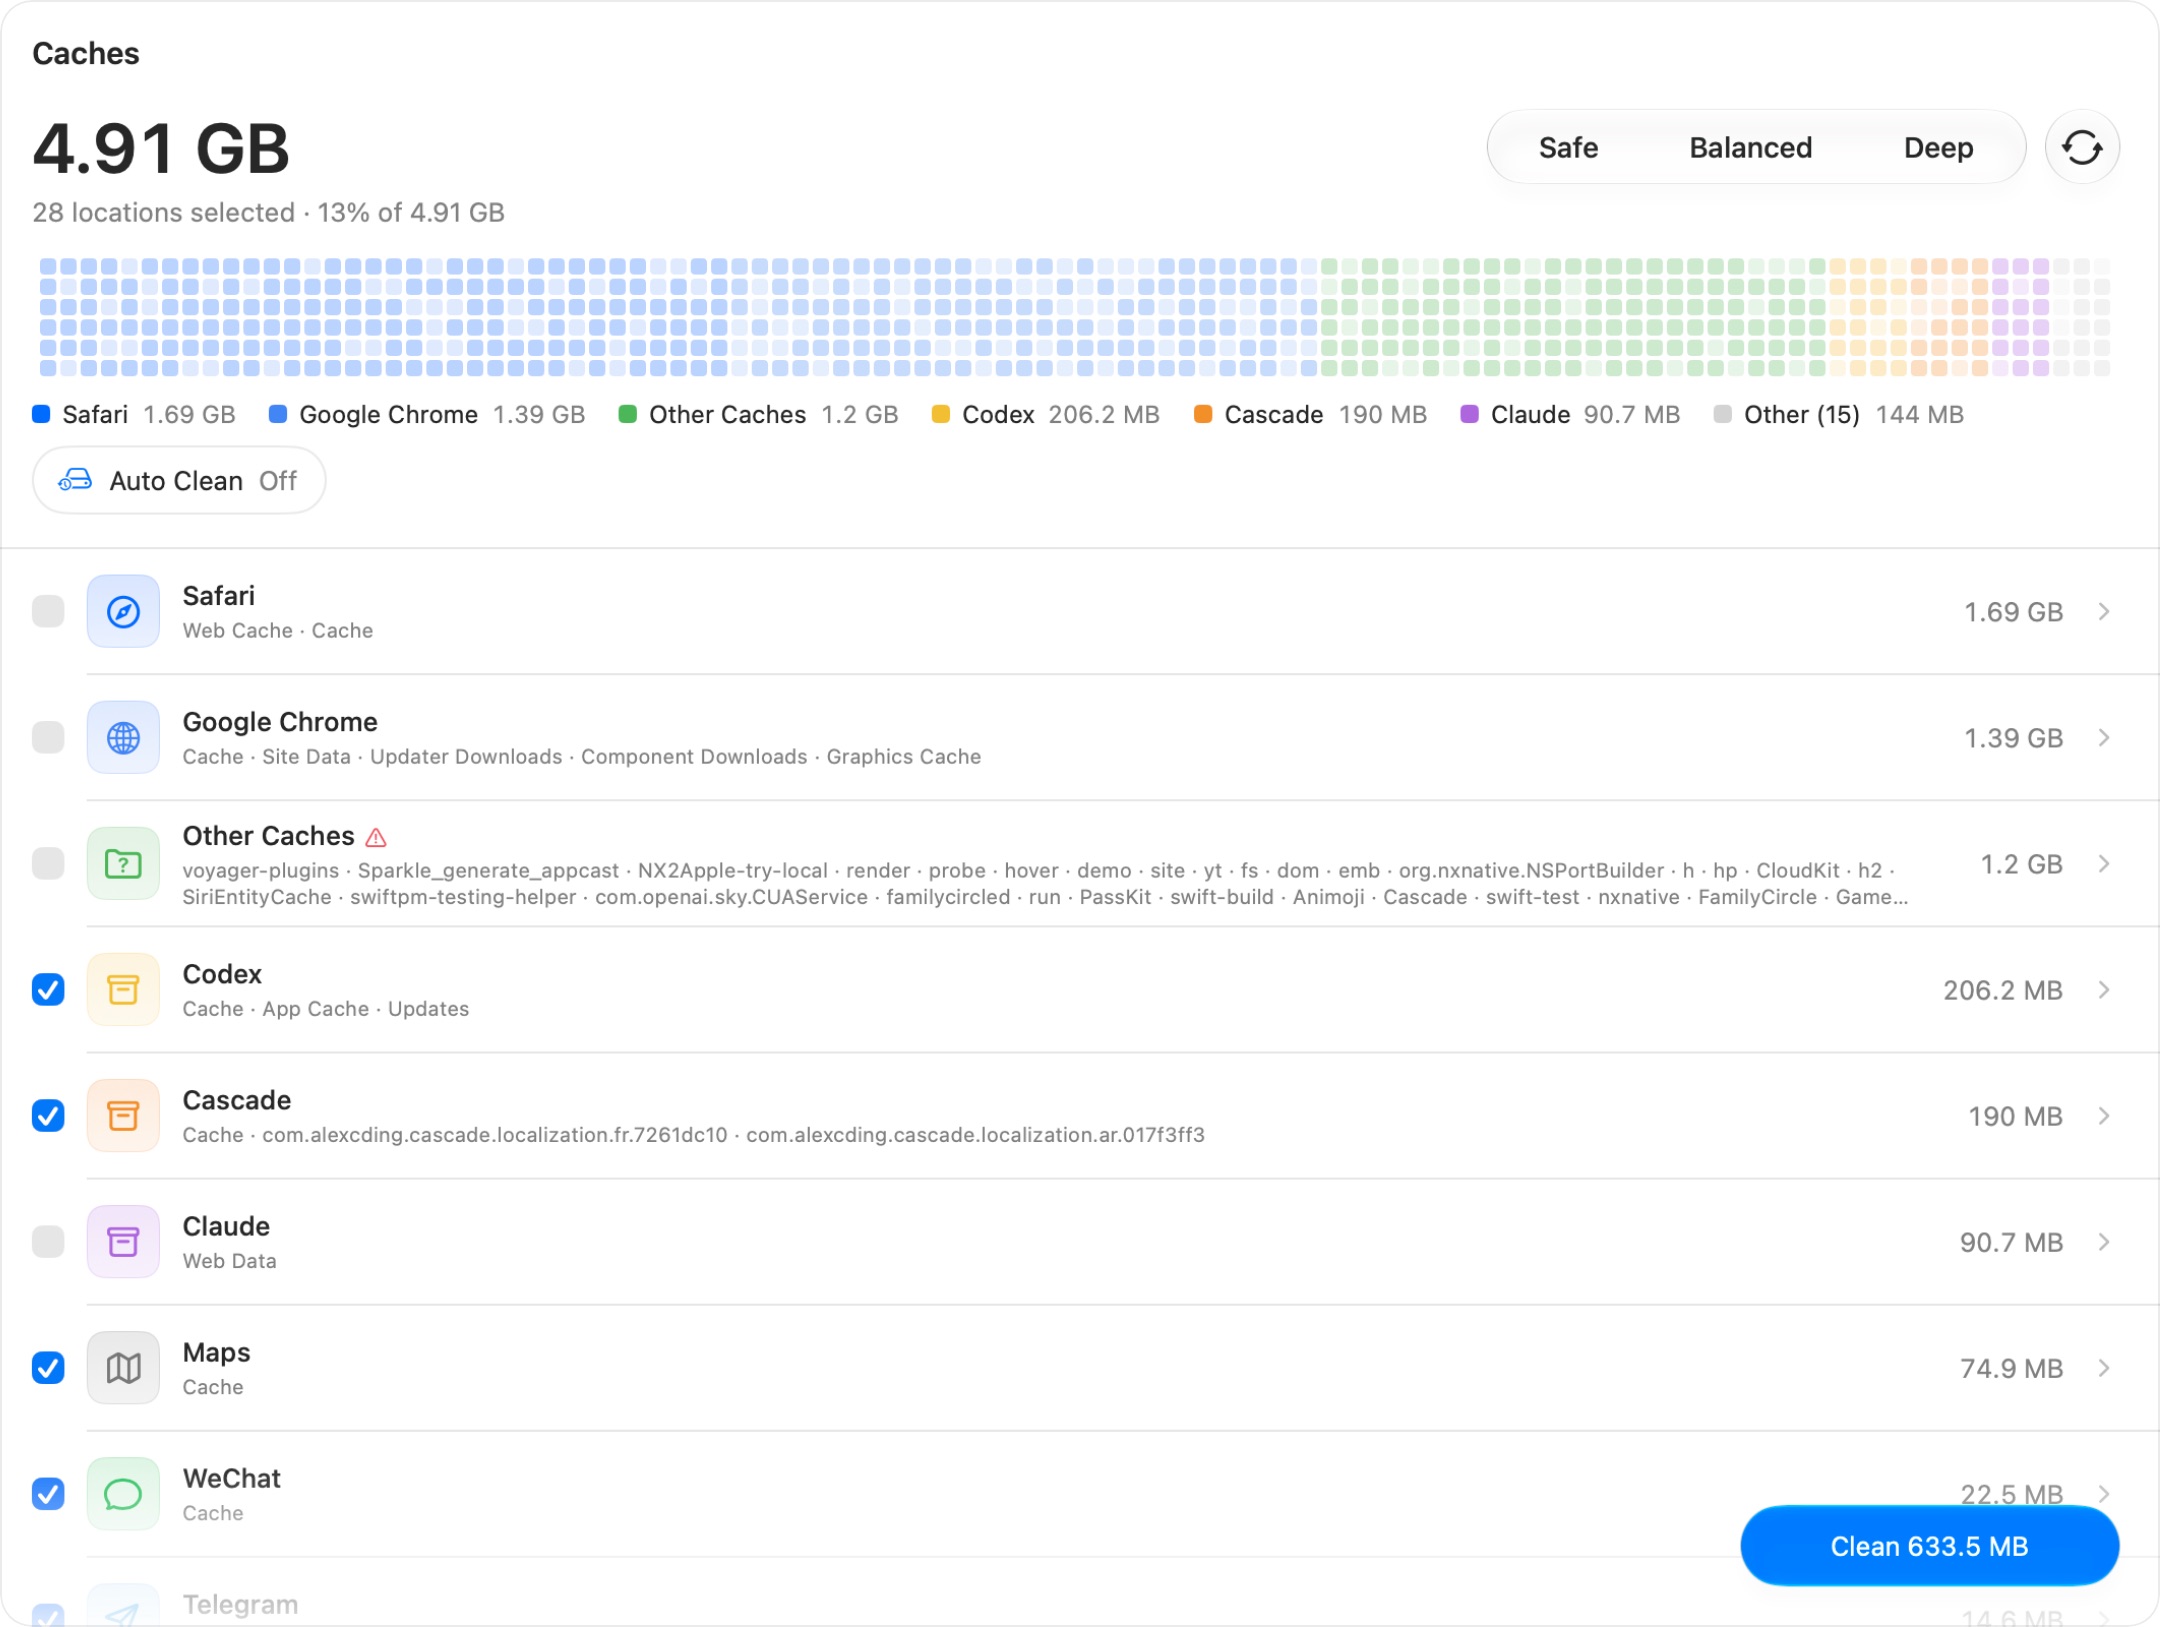 Caches
4.91 GB
Safe Balanced Deep
28 locations selected · 13% of 4.91 GB
Safari 1.69 GB Google Chrome 1.39 GB Other Caches 1.2 GB Codex 206.2 MB Cascade 190 MB Claude 90.7 MB Other (15) 144 MB
Auto Clean Off
Safari
Web Cache · Cache
1.69 GB
Google Chrome
Cache · Site Data · Updater Downloads · Component Downloads · Graphics Cache
1.39 GB
Other Caches
voyager-plugins · Sparkle_generate_appcast · NX2Apple-try-local · render · probe · hover · demo · site · yt · fs · dom · emb · org.nxnative.NSPortBuilder · h · hp · CloudKit · h2 ·
SiriEntityCache · swiftpm-testing-helper · com.openai.sky.CUAService · familycircled · run · PassKit · swift-build · Animoji · Cascade · swift-test · nxnative · FamilyCircle · Game...
1.2 GB
Codex
Cache · App Cache · Updates
206.2 MB
Cascade
Cache · com.alexcding.cascade.localization.fr.7261dc10 · com.alexcding.cascade.localization.ar.017f3ff3
190 MB
Claude
Web Data
90.7 MB
Maps
Cache
74.9 MB
WeChat
Cache
22.5 MB
Clean 633.5 MB
Telegram
14.6 MB